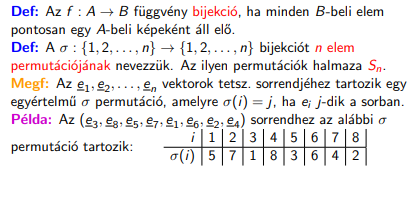 Def: Az f : A → B függvény bijekció, ha minden B-beli elem
pontosan egy A-beli képeként áll elő.
Def: A σ : {1, 2, . . . , n} → {1, 2, . . . , n} bijekciót n elem
permutációjának nevezzük. Az ilyen permutációk halmaza Sₙ.
Megf: Az e₁, e₂, . . . , eₙ vektorok tetsz. sorrendjéhez tartozik egy
egyértelmű σ permutáció, amelyre σ(i) = j, ha eᵢ j-dik a sorban.
Példa: Az (e₃, e₈, e₅, e₇, e₁, e₆, e₂, e₄) sorrendhez az alábbi σ
permutáció tartozik:
i | 1 | 2 | 3 | 4 | 5 | 6 | 7 | 8
σ(i) | 5 | 7 | 1 | 8 | 3 | 6 | 4 | 2